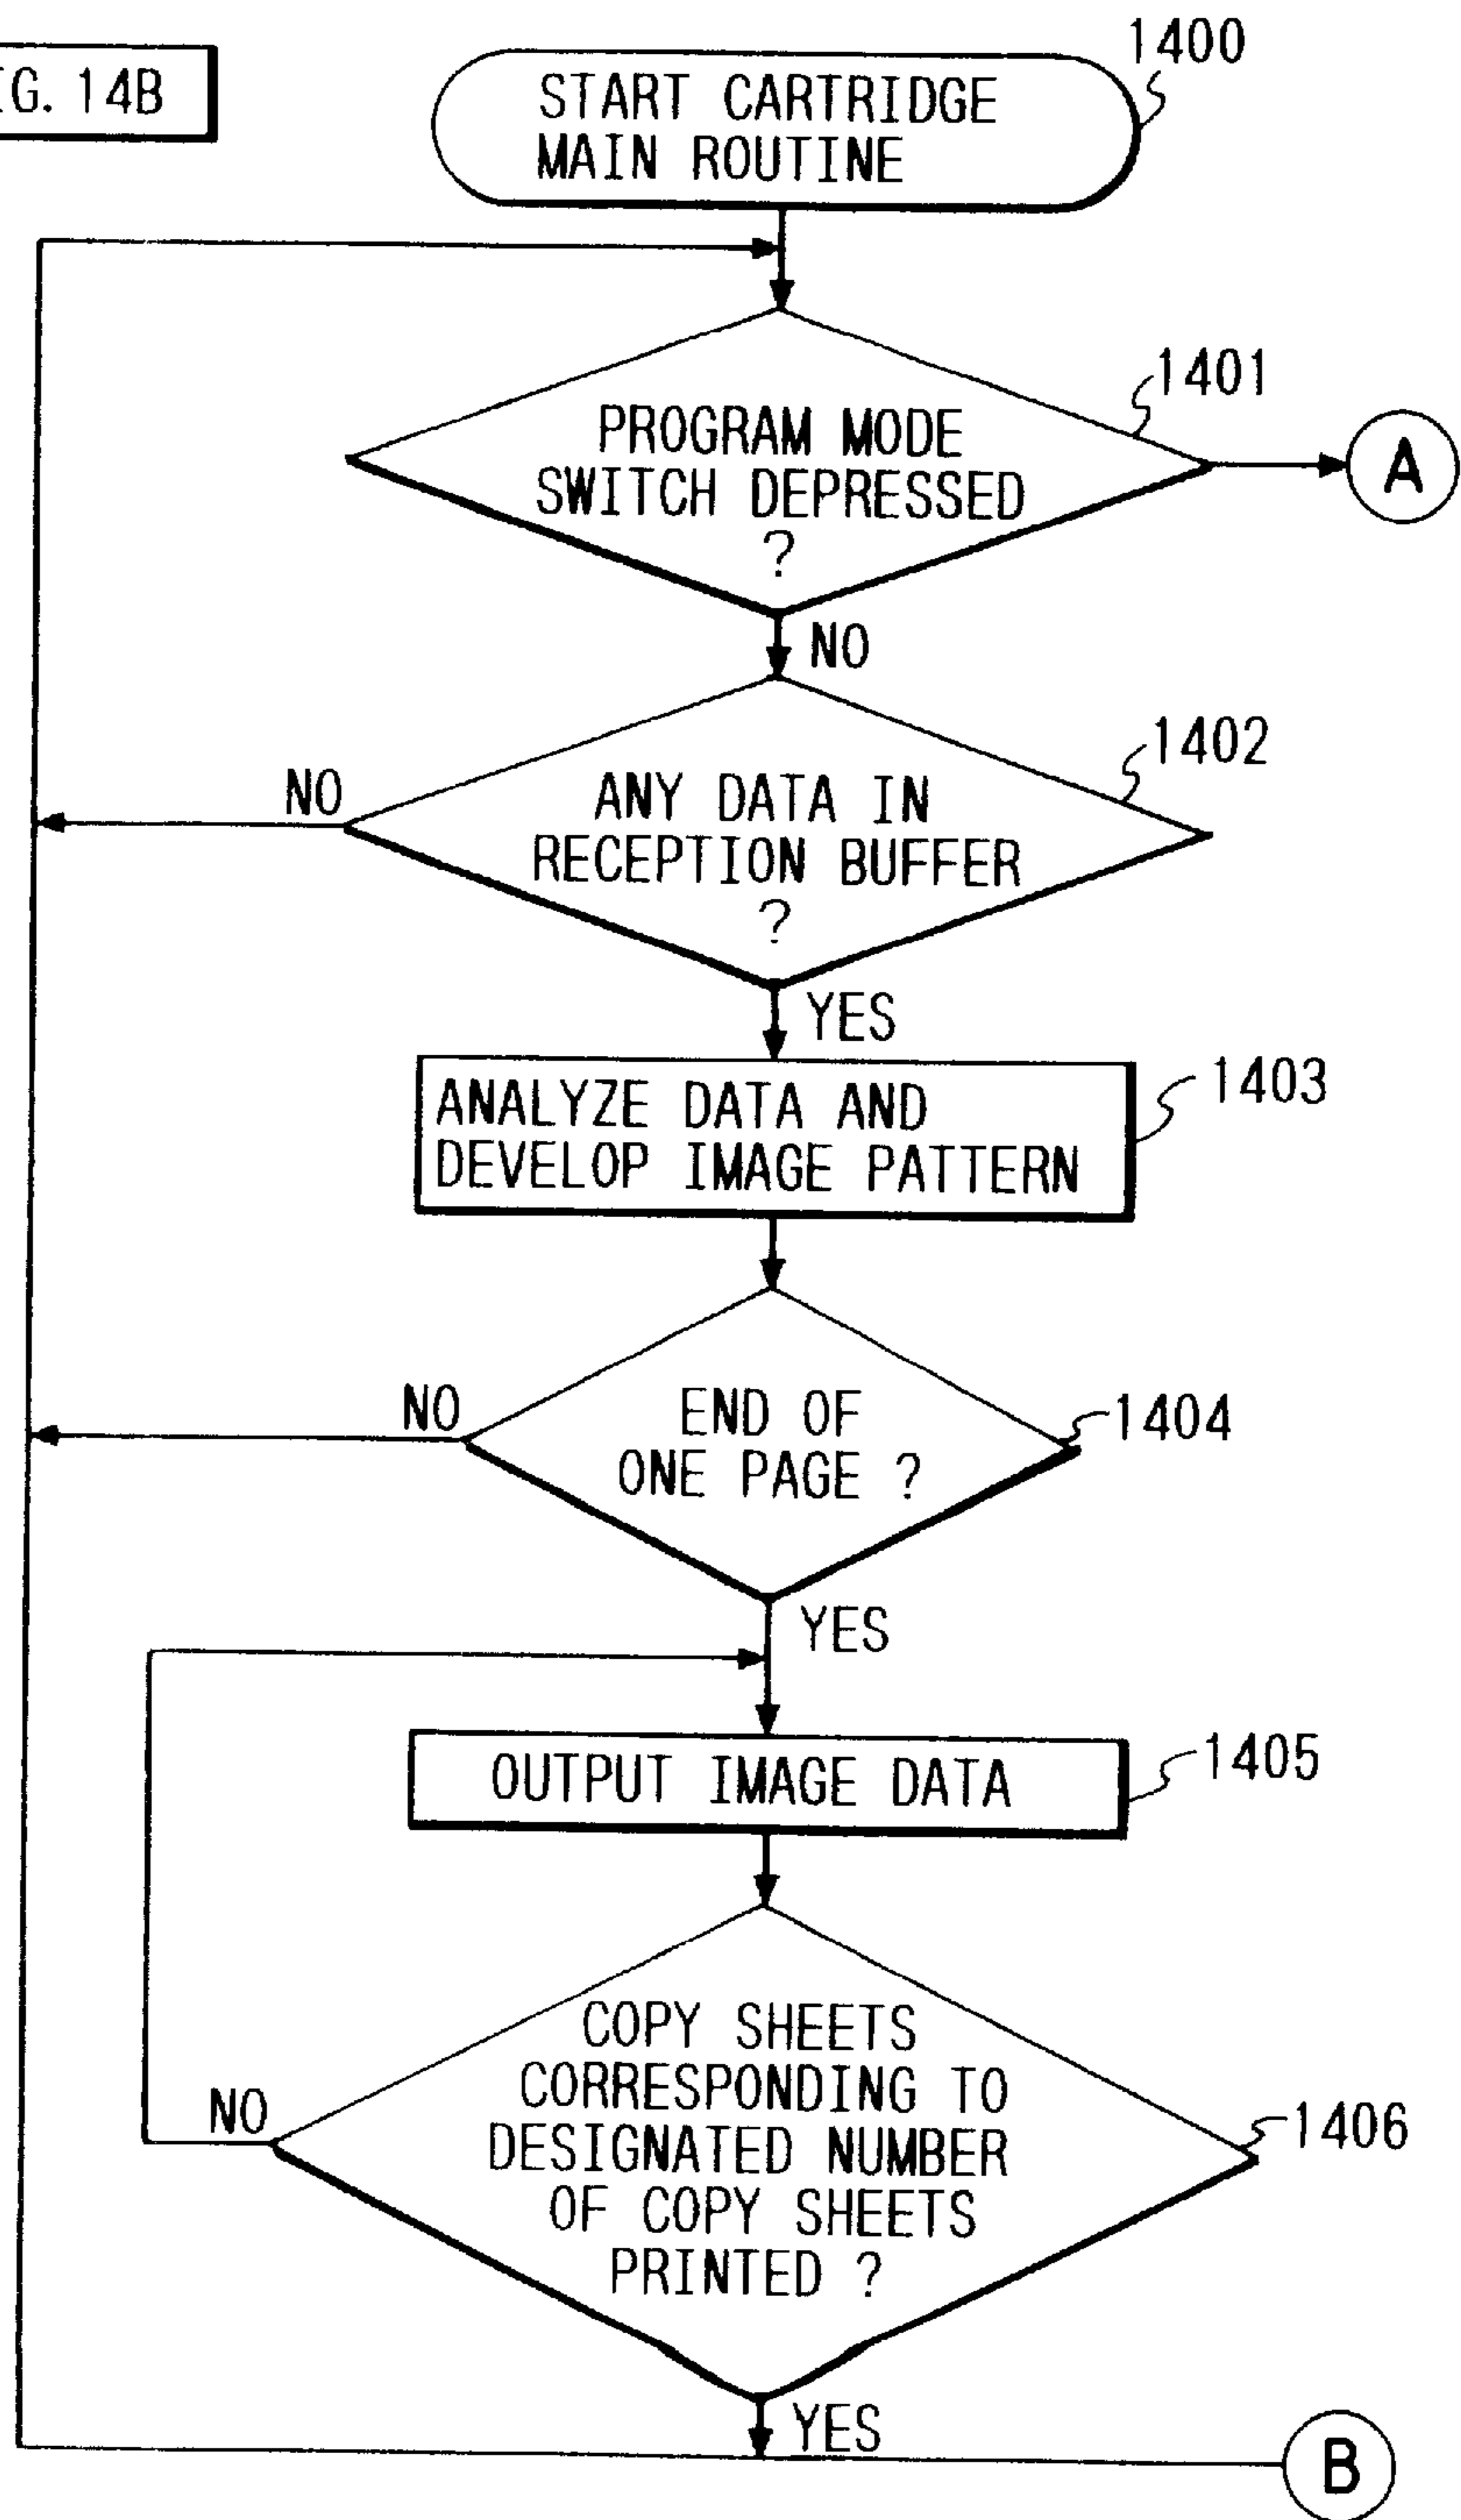 G. 14B
1400
START CARTRIDGE
MAIN ROUTINE
1401
PROGRAM MODE
SWITCH DEPRESSED
?
A
NO
1402
NO
ANY DATA IN
RECEPTION BUFFER
?
YES
1403
ANALYZE DATA AND
DEVELOP IMAGE PATTERN
NO
END OF
ONE PAGE ?
1404
YES
OUTPUT IMAGE DATA
1405
COPY SHEETS
CORRESPONDING TO
DESIGNATED NUMBER
OF COPY SHEETS
PRINTED ?
NO
1406
YES
B